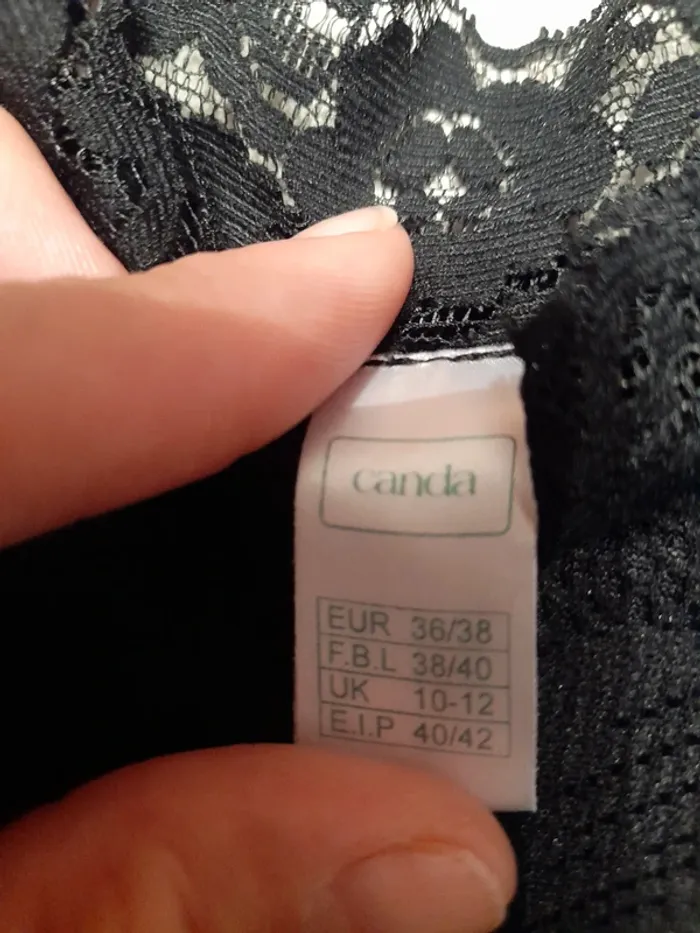 canda
EUR 36/38
F.B.L 38/40
UK 10-12
E.I.P 40/42